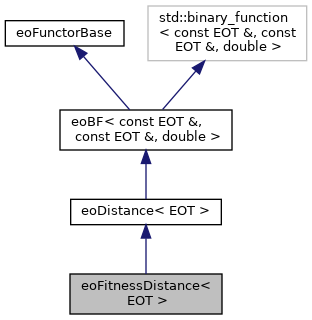 eoFunctorBase
std::binary_function
< const EOT &, const
EOT &, double >
eoBF< const EOT &,
const EOT &, double >
eoDistance< EOT >
eoFitnessDistance<
EOT >